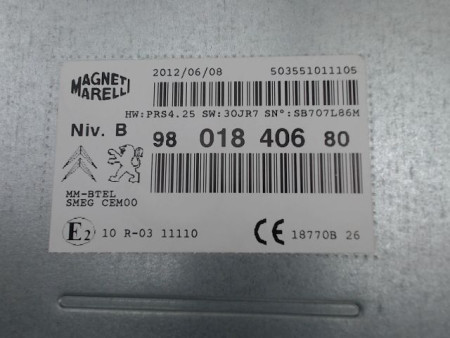 MAGNETI
MARELLI
2012/06/08 503551011105
HW:PRS4.25 SW:30JR7 SN°:SB707L86M
Niv. B 98 018 406 80
MM-BTEL
SMEG CEM00
E2 10 R-03 11110 CE 18770B 26